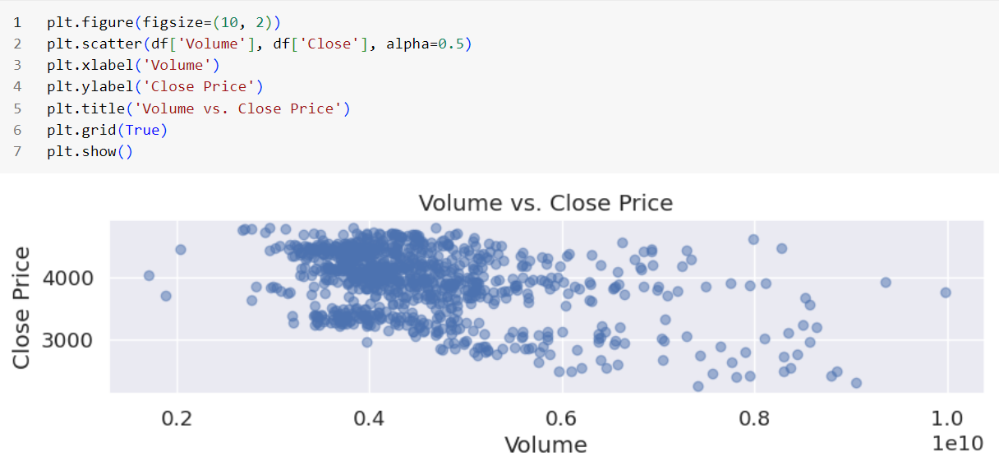 1 plt.figure(figsize=(10, 2))
2 plt.scatter(df['Volume'], df['Close'], alpha=0.5)
3 plt.xlabel('Volume')
4 plt.ylabel('Close Price')
5 plt.title('Volume vs. Close Price')
6 plt.grid(True)
7 plt.show()
Volume vs. Close Price
Close Price
4000
3000
0.2 0.4 0.6 0.8 1.0
Volume
1e10